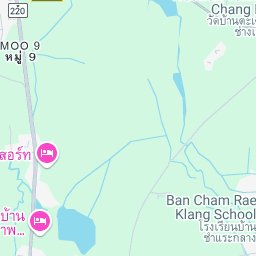 220
MOO 9
หมู่ 9
Chang
วัดบ้านตะเ
ช่างเ
สอร์ท
บ้าน
าพ...
Ban Cham Rae
Klang School
โรงเรียนบ้าน
ชำแระกลาง